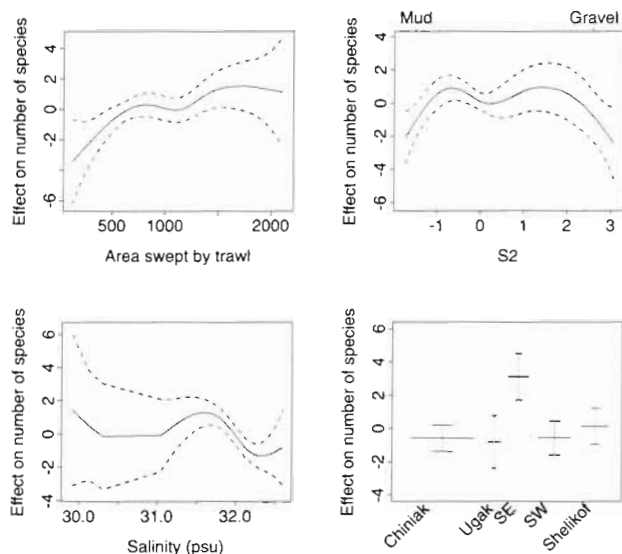 Mud Gravel
Effect on number of species
4
2
0
-2
-4
-6
500 1000 2000
Area swept by trawl
Effect on number of species
4
2
0
-2
-4
-6
-1 0 1 2 3
S2
Effect on number of species
6
4
2
0
-2
-4
30.0 31.0 32.0
Salinity (psu)
Effect on number of species
6
4
2
0
-2
-4
Chiniak Ugak SE SW Shelikof